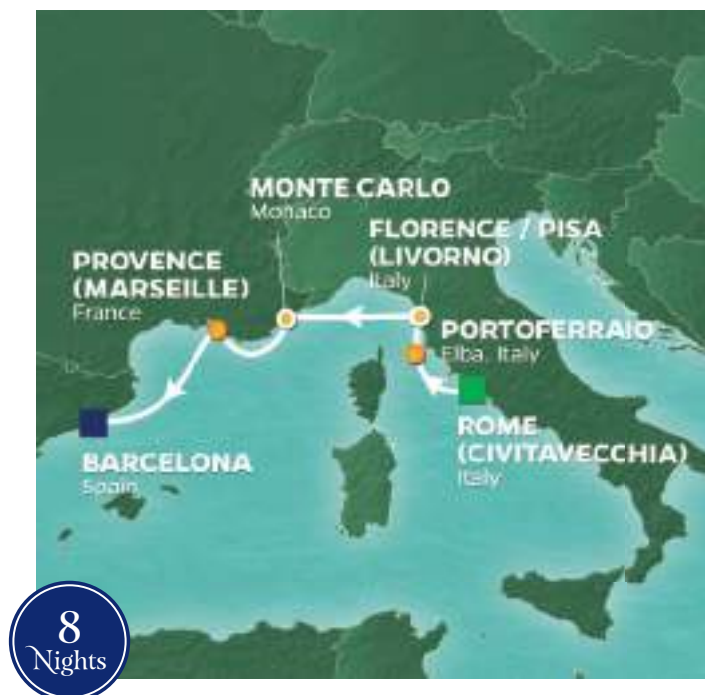 MONTE CARLO
Monaco
FLORENCE / PISA
(LIVORNO)
Italy
PROVENCE
(MARSEILLE)
France
PORTOFERRAIO
Elba, Italy
ROME
(CIVITAVECCHIA)
Italy
BARCELONA
Spain
8
Nights